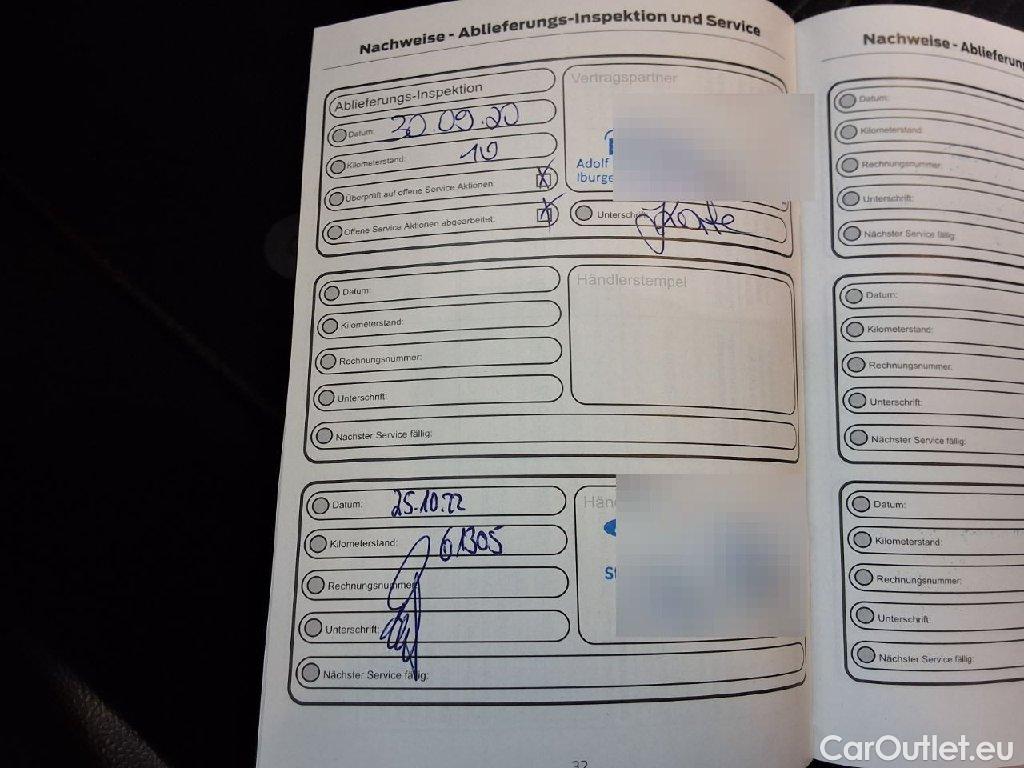 Nachweise - Ablieferungs-Inspektion und Service
Ablieferungs-Inspektion
Vertragspartner
Datum: 30.09.20
Kilometerstand: 10
Adolf
Iburge
Überprüft auf offene Service Aktionen: X
Offene Service Aktionen abgearbeitet: X
Unterschrift:
Datum:
Händlerstempel
Kilometerstand:
Rechnungsnummer:
Unterschrift:
Nächster Service fällig:
Datum: 25.10.22
Hän
Kilometerstand: 61305
Rechnungsnummer:
Unterschrift:
Nächster Service fällig:
32
Nachweise - Ablieferung
Datum:
Kilometerstand:
Rechnungsnummer:
Unterschrift:
Nächster Service fällig:
Datum:
Kilometerstand:
Rechnungsnummer:
Unterschrift:
Nächster Service fällig:
Datum:
Kilometerstand:
Rechnungsnummer:
Unterschrift:
Nächster Service fällig:
CarOutlet.eu